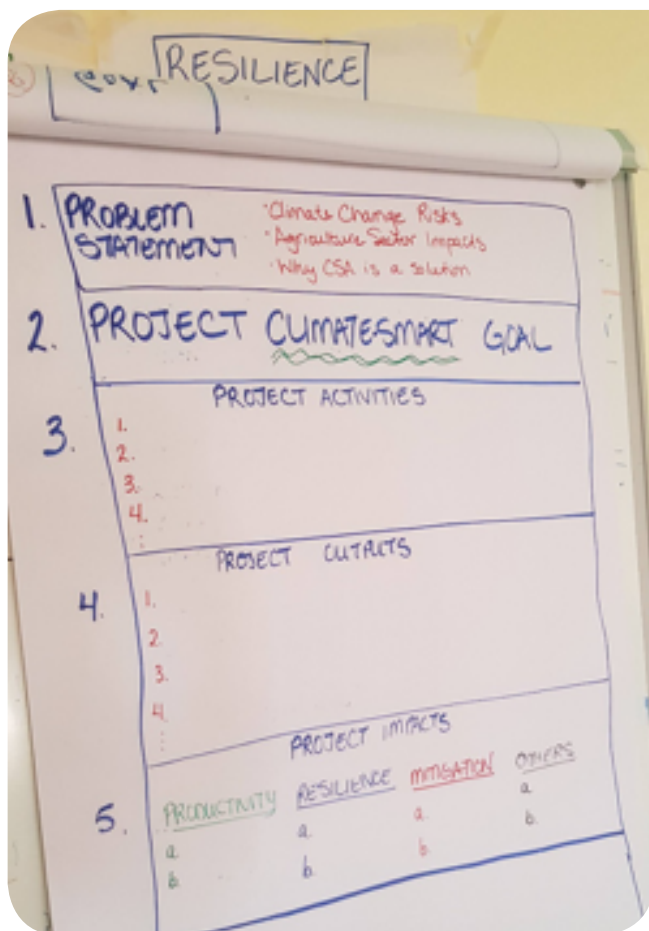 RESILIENCE
1. PROBLEM STATEMENT
· Climate Change Risks
· Agriculture Sector Impacts
· Why CSA is a solution
2. PROJECT CLIMATE-SMART GOAL
3. PROJECT ACTIVITIES
1.
2.
3.
4.
:
4. PROJECT OUTPUTS
1.
2
3.
4.
:
5. PROJECT IMPACTS
PRODUCTIVITY RESILIENCE MITIGATION OTHERS
a a. a. a
b b. b. b.